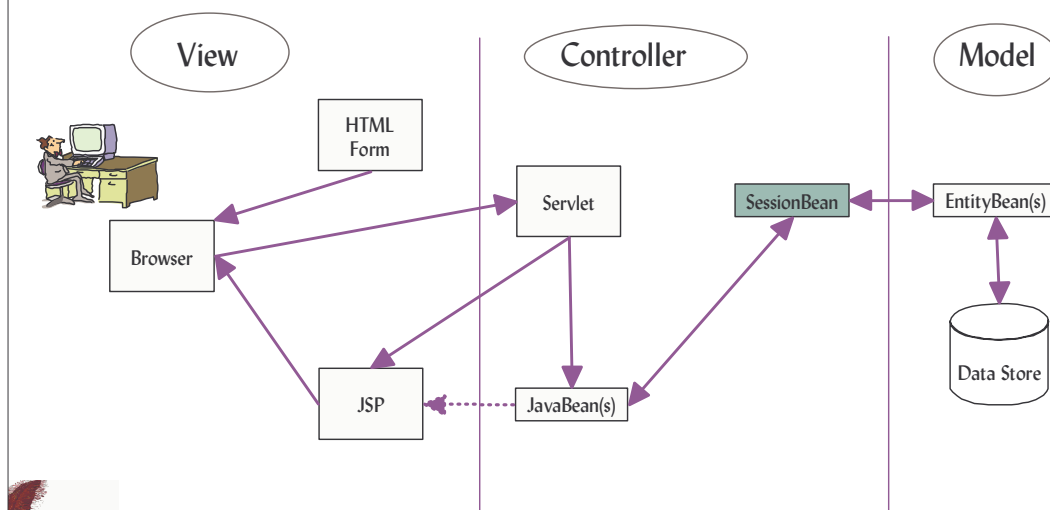 View
Controller
Model
HTML
Form
Servlet
SessionBean
EntityBean(s)
Browser
Data Store
JSP
JavaBean(s)